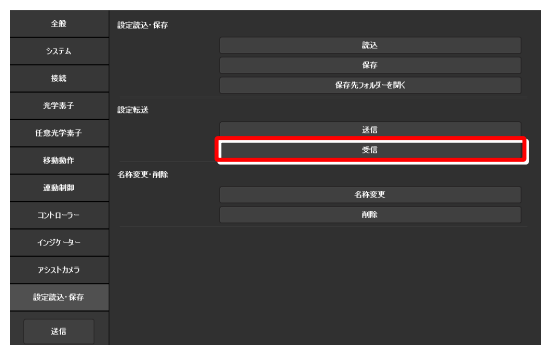 全般
システム
接続
光学素子
任意光学素子
移動動作
連動制御
コントローラー
インジケーター
アシストカメラ
設定読込・保存
送信
設定読込・保存
読込
保存
保存先フォルダーを開く
設定転送
送信
受信
名称変更・削除
名称変更
削除